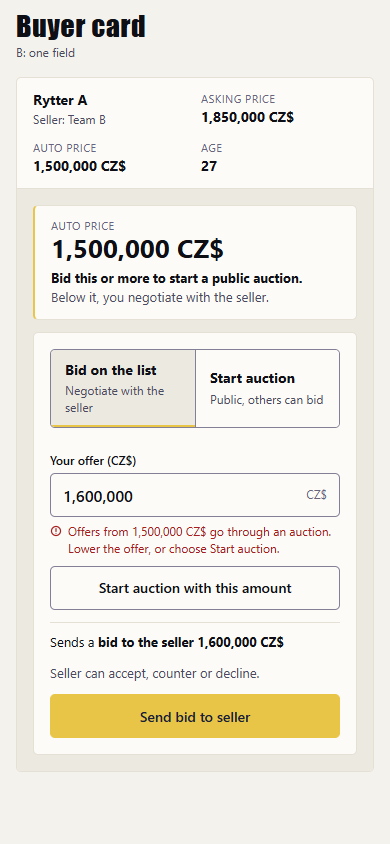 Buyer card
B: one field
Rytter A
Seller: Team B
ASKING PRICE
1,850,000 CZ$
AUTO PRICE
1,500,000 CZ$
AGE
27
AUTO PRICE
1,500,000 CZ$
Bid this or more to start a public auction.
Below it, you negotiate with the seller.
Bid on the list
Negotiate with the
seller
Start auction
Public, others can bid
Your offer (CZ$)
1,600,000
CZ$
Offers from 1,500,000 CZ$ go through an auction.
Lower the offer, or choose Start auction.
Start auction with this amount
Sends a bid to the seller 1,600,000 CZ$
Seller can accept, counter or decline.
Send bid to seller